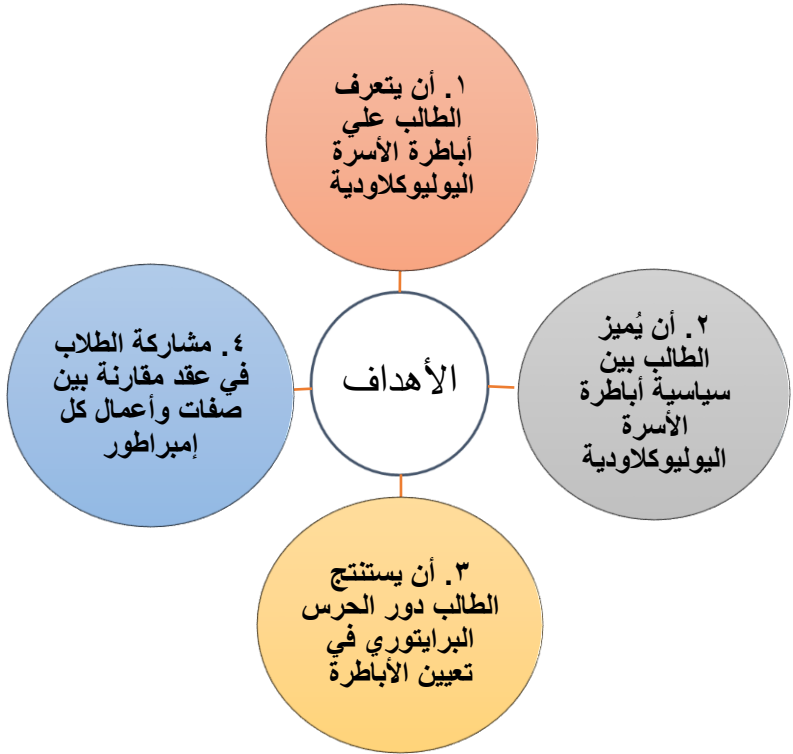 ١. أن يتعرف
الطالب علي
أباطرة الأسرة
اليوليوكلاودية
٢. أن يُميز
الطالب بين
سياسية أباطرة
الأسرة
اليوليوكلاودية
٣. أن يستنتج
الطالب دور الحرس
البرايتوري في
تعيين الأباطرة
٤. مشاركة الطلاب
في عقد مقارنة بين
صفات وأعمال كل
إمبراطور
الأهداف